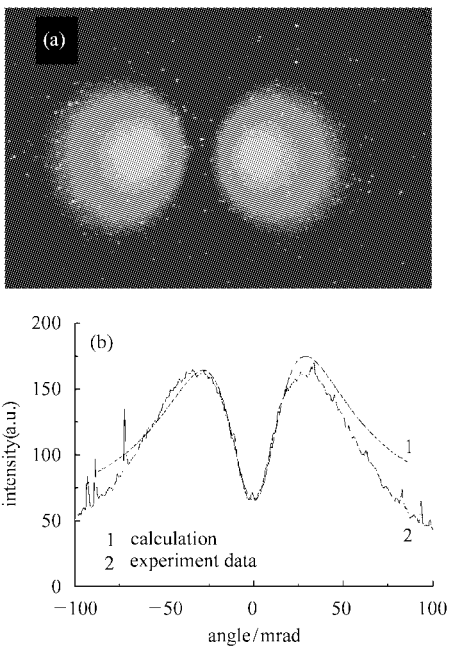 (a)
200
(b)
150
100
50
0
intensity(a.u.)
1
2
1 calculation
2 experiment data
−100 −50 0 50 100
angle/mrad